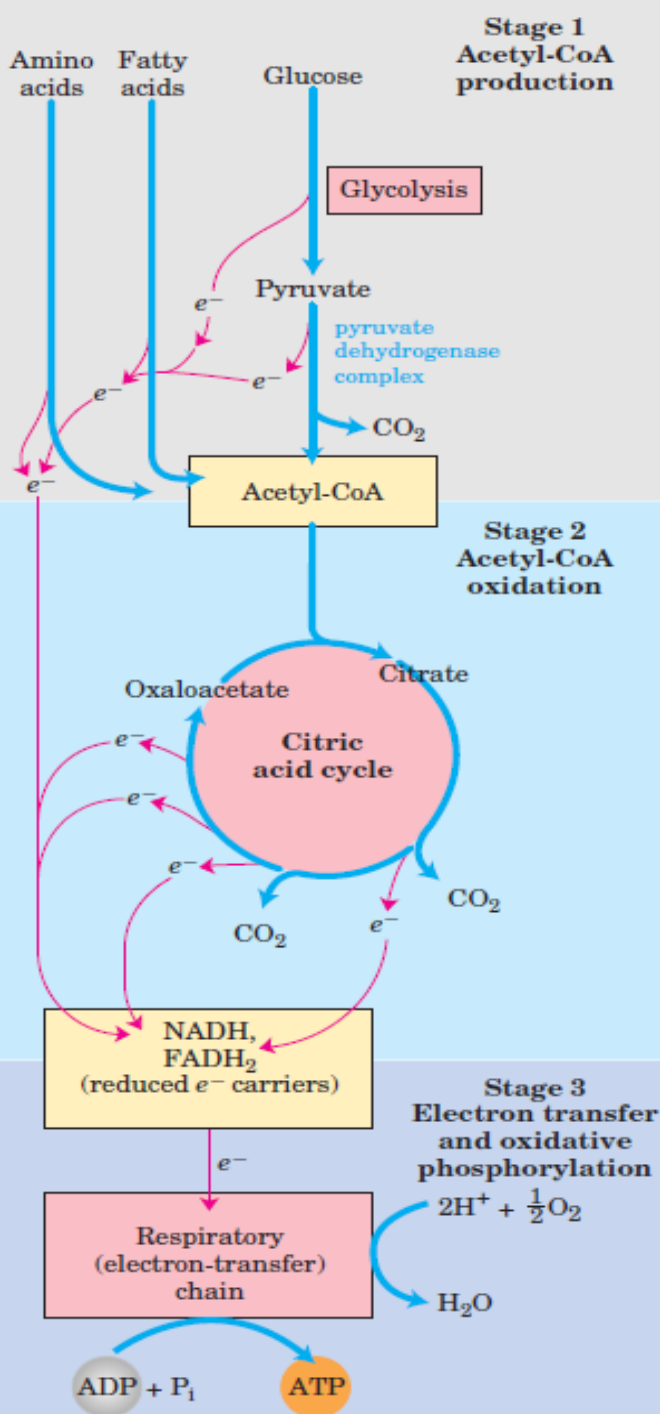 Stage 1
Acetyl-CoA
production
Amino
acids
Fatty
acids
Glucose
Glycolysis
Pyruvate
e⁻
pyruvate
dehydrogenase
complex
e⁻
e⁻
CO₂
e⁻
Acetyl-CoA
Stage 2
Acetyl-CoA
oxidation
Oxaloacetate
Citrate
e⁻
Citric
acid cycle
e⁻
e⁻
CO₂
e⁻
CO₂
NADH,
FADH₂
(reduced e⁻ carriers)
Stage 3
Electron transfer
and oxidative
phosphorylation
e⁻
2H⁺ + ½O₂
Respiratory
(electron-transfer)
chain
H₂O
ADP + Pᵢ
ATP